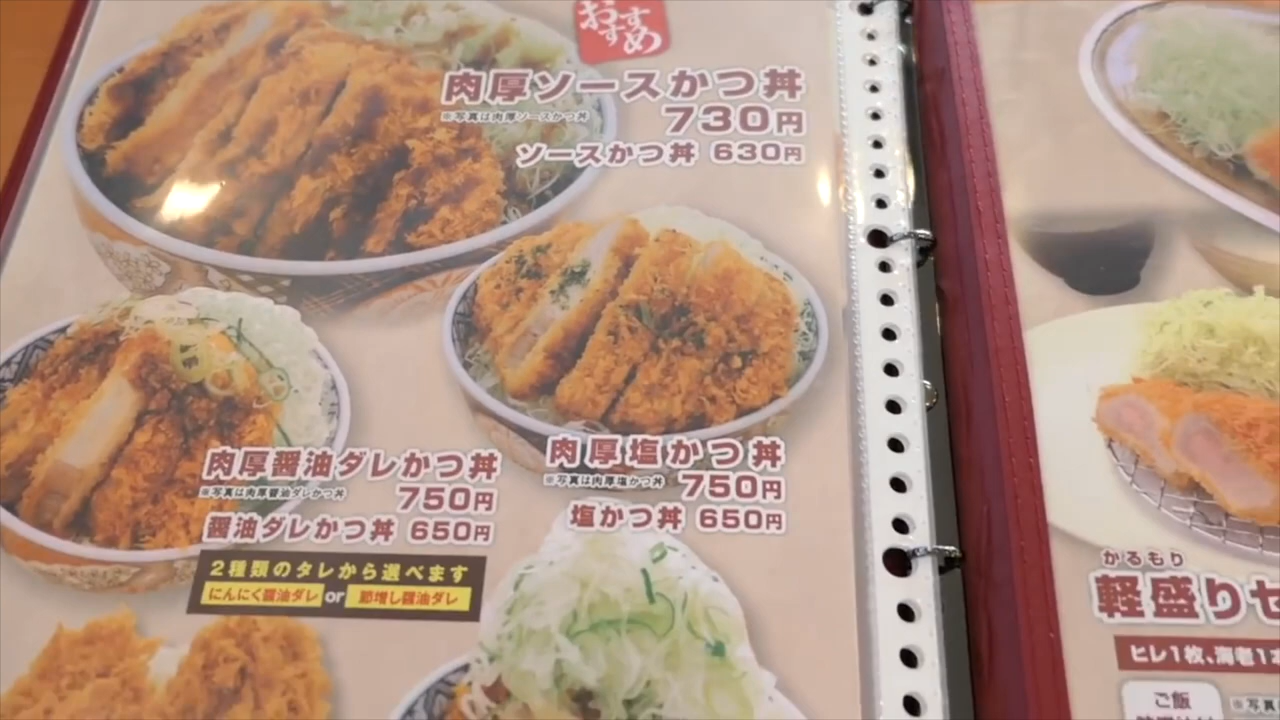 おすすめ
肉厚ソースかつ丼
※写真は肉厚ソースかつ丼
730円
ソースかつ丼 630円
肉厚醤油ダレかつ丼
※写真は肉厚醤油ダレかつ丼
750円
醤油ダレかつ丼 650円
2種類のタレから選べます
にんにく醤油ダレ or 節増し醤油ダレ
肉厚塩かつ丼
※写真は肉厚塩かつ丼
750円
塩かつ丼 650円
かるもり
軽盛りセ
ヒレ1枚、海老1本
ご飯
※写真